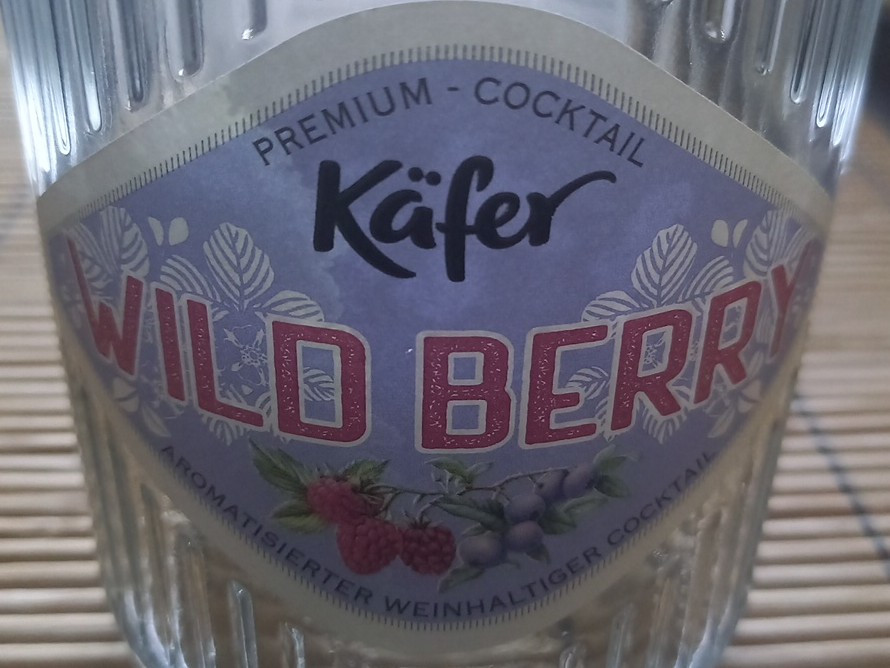 PREMIUM - COCKTAIL
Käfer
WILD BERRY
AROMATISIERTER WEINHALTIGER COCKTAIL